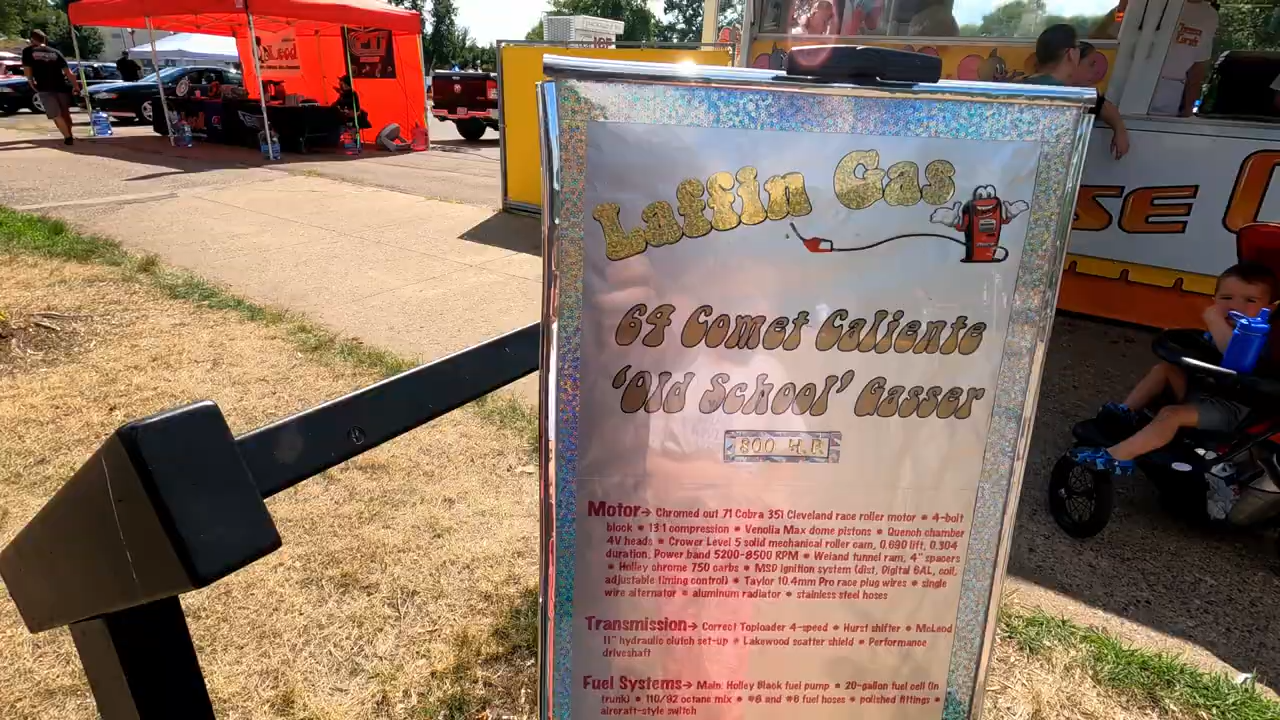 McLeod
Laffin Gas
64 Comet Caliente
'Old School' Gasser
800 H.P.
SE
Motor→ Chromed out 71 Cobra 351 Cleveland race roller motor * 4-bolt
block * 13:1 compression * Venolia Max dome pistons * Quench chamber
4V heads * Crower Level 5 solid mechanical roller cam, 0.690 lift, 0.304
duration, Power band 5200-8500 RPM * Weiand tunnel ram, 4" spacers
* Holley chrome 750 carbs * MSD ignition system (dist, Digital 6AL, coil,
adjustable timing control) * Taylor 10.4mm Pro race plug wires * single
wire alternator * aluminum radiator * stainless steel hoses
Transmission→ Correct Toploader 4-speed * Hurst shifter * McLeod
11" hydraulic clutch set-up * Lakewood scatter shield * Performance
driveshaft
Fuel Systems→ Main: Holley Black fuel pump * 20-gallon fuel cell (in
trunk) * 110/92 octane mix * #8 and #6 fuel hoses * polished fittings *
aircraft-style switch